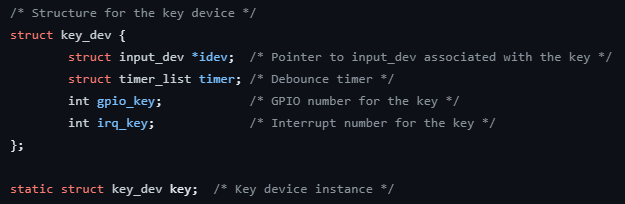 /* Structure for the key device */
struct key_dev {
        struct input_dev *idev;  /* Pointer to input_dev associated with the key */
        struct timer_list timer; /* Debounce timer */
        int gpio_key;            /* GPIO number for the key */
        int irq_key;             /* Interrupt number for the key */
};

static struct key_dev key;  /* Key device instance */